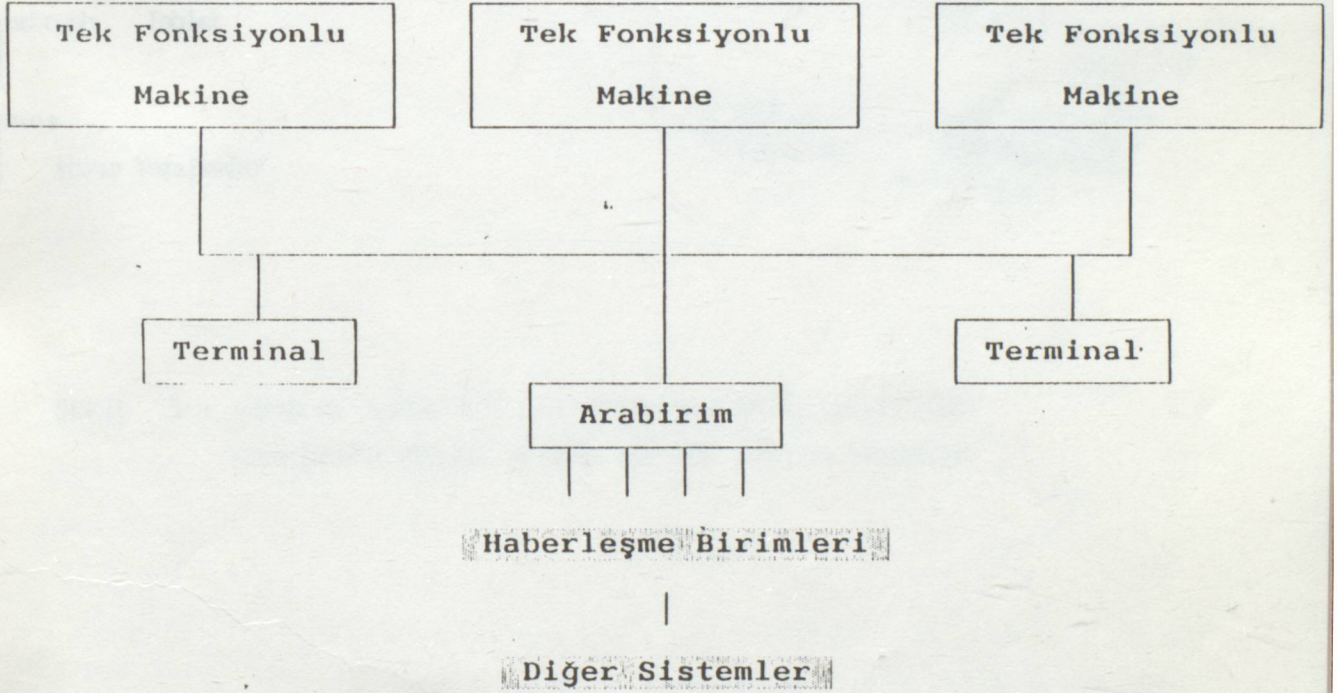 Tek Fonksiyonlu
Makine
Tek Fonksiyonlu
Makine
Tek Fonksiyonlu
Makine
Terminal
Terminal
Arabirim
Haberleşme Birimleri
Diğer Sistemler